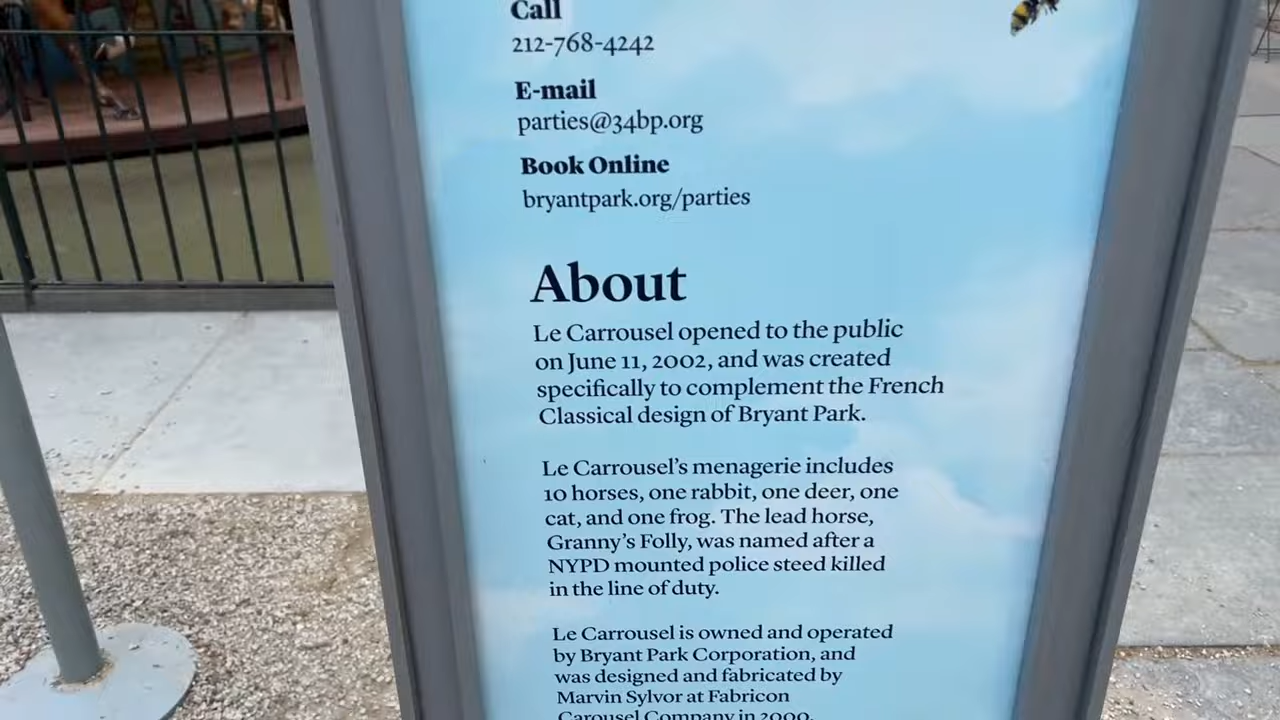 Call
212-768-4242
E-mail
parties@34bp.org
Book Online
bryantpark.org/parties
About
Le Carrousel opened to the public
on June 11, 2002, and was created
specifically to complement the French
Classical design of Bryant Park.
Le Carrousel's menagerie includes
10 horses, one rabbit, one deer, one
cat, and one frog. The lead horse,
Granny's Folly, was named after a
NYPD mounted police steed killed
in the line of duty.
Le Carrousel is owned and operated
by Bryant Park Corporation, and
was designed and fabricated by
Marvin Sylvor at Fabricon
Carousel Company in 2000.